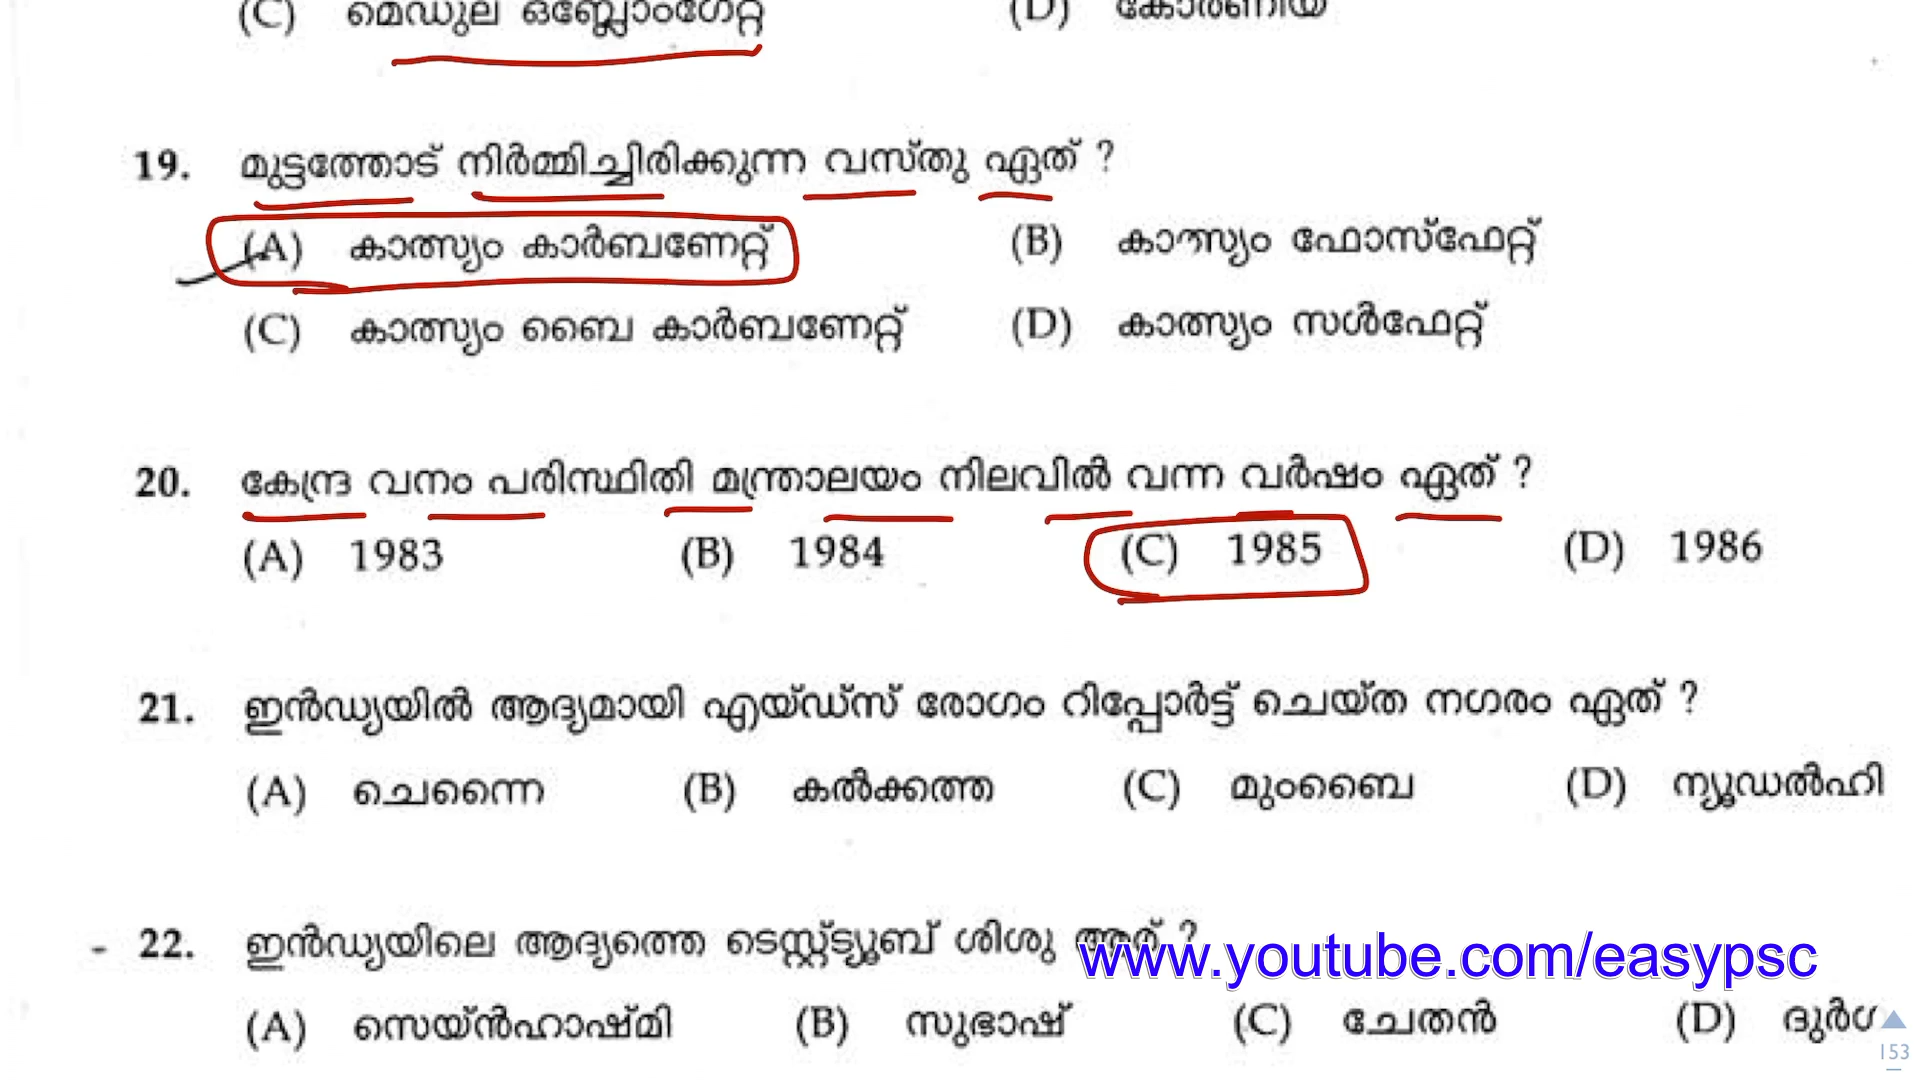 (C) മെഡുല ഒബ്ലോംഗേറ്റ (D) കോർണിയ
19. മുട്ടത്തോട് നിർമ്മിച്ചിരിക്കുന്ന വസ്തു ഏത് ?
(A) കാത്സ്യം കാർബണേറ്റ് (B) കാത്സ്യം ഫോസ്ഫേറ്റ്
(C) കാത്സ്യം ബൈ കാർബണേറ്റ് (D) കാത്സ്യം സൾഫേറ്റ്
20. കേന്ദ്ര വനം പരിസ്ഥിതി മന്ത്രാലയം നിലവിൽ വന്ന വർഷം ഏത് ?
(A) 1983 (B) 1984 (C) 1985 (D) 1986
21. ഇൻഡ്യയിൽ ആദ്യമായി എയ്ഡ്സ് രോഗം റിപ്പോർട്ട് ചെയ്ത നഗരം ഏത് ?
(A) ചെന്നൈ (B) കൽക്കത്ത (C) മുംബൈ (D) ന്യൂഡൽഹി
- 22. ഇൻഡ്യയിലെ ആദ്യത്തെ ടെസ്റ്റ്ട്യൂബ് ശിശു ആര് ?
www.youtube.com/easypsc
(A) സെയ്ൻഹാഷ്മി (B) സുഭാഷ് (C) ചേതൻ (D)
153